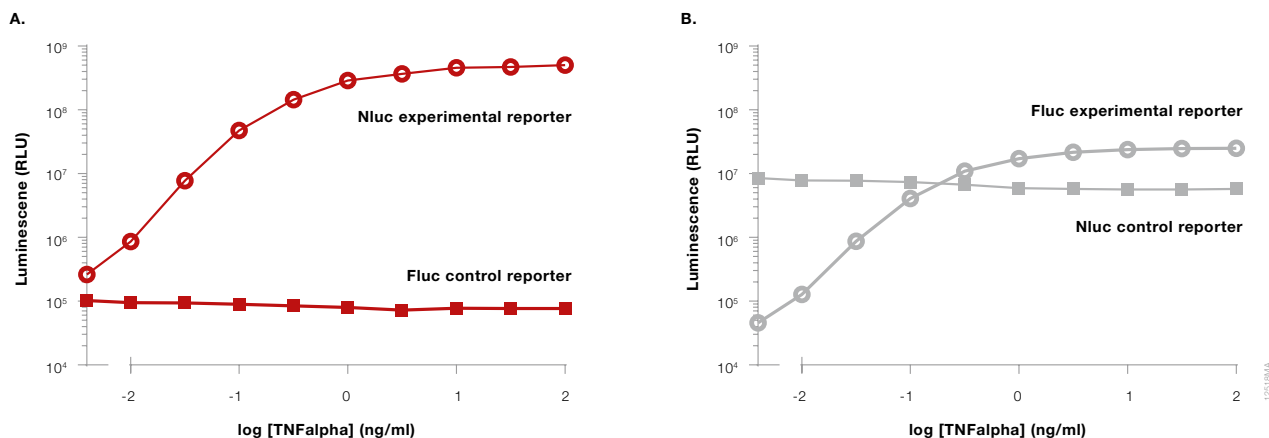 A.
Luminescene (RLU)
10⁹
10⁸
10⁷
10⁶
10⁵
10⁴
Nluc experimental reporter
Fluc control reporter
-2 -1 0 1 2
log [TNFalpha] (ng/ml)
B.
Luminescence (RLU)
10⁹
10⁸
10⁷
10⁶
10⁵
10⁴
Fluc experimental reporter
Nluc control reporter
-2 -1 0 1 2
log [TNFalpha] (ng/ml)
12518MA